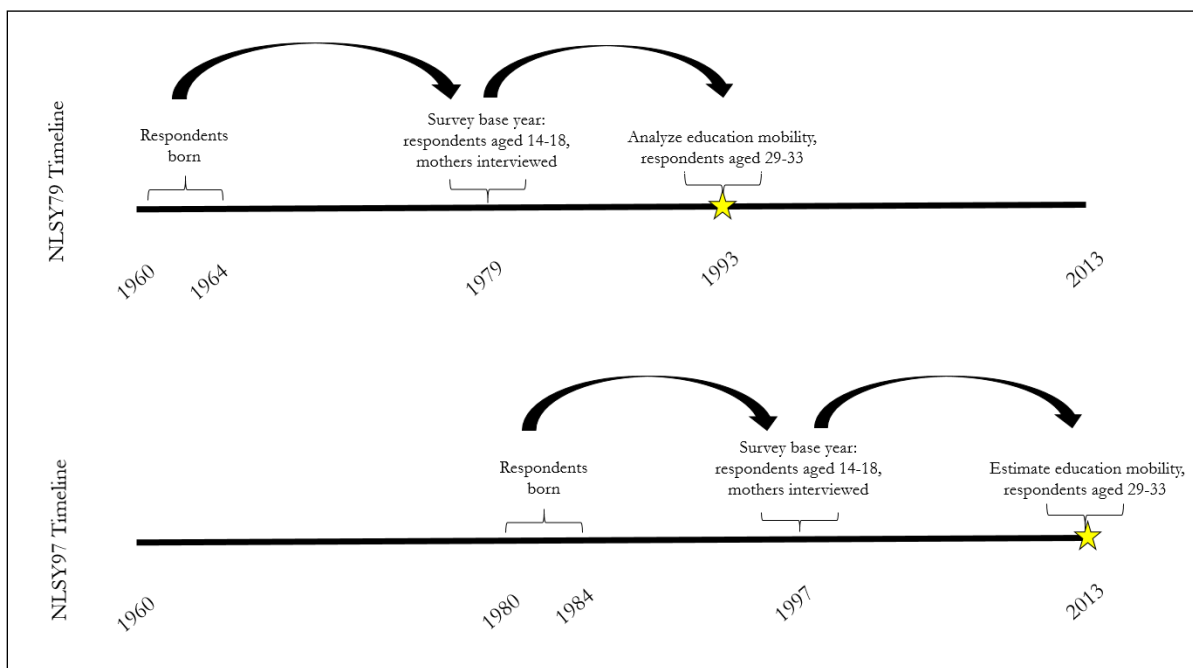 NLSY79 Timeline
Respondents
born
Survey base year:
respondents aged 14-18,
mothers interviewed
Analyze education mobility,
respondents aged 29-33
1960
1964
1979
1993
2013
NLSY97 Timeline
Respondents
born
Survey base year:
respondents aged 14-18,
mothers interviewed
Estimate education mobility,
respondents aged 29-33
1960
1980
1984
1997
2013